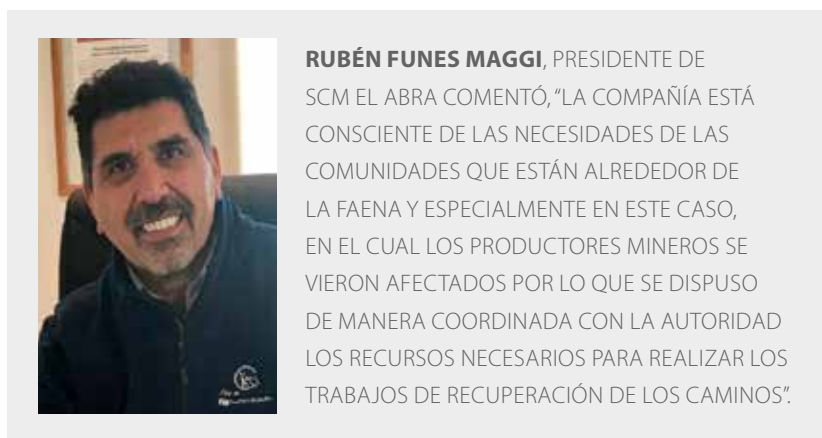 RUBÉN FUNES MAGGI, PRESIDENTE DE
SCM EL ABRA COMENTÓ, “LA COMPAÑÍA ESTÁ
CONSCIENTE DE LAS NECESIDADES DE LAS
COMUNIDADES QUE ESTÁN ALREDEDOR DE
LA FAENA Y ESPECIALMENTE EN ESTE CASO,
EN EL CUAL LOS PRODUCTORES MINEROS SE
VIERON AFECTADOS POR LO QUE SE DISPUSO
DE MANERA COORDINADA CON LA AUTORIDAD
LOS RECURSOS NECESARIOS PARA REALIZAR LOS
TRABAJOS DE RECUPERACIÓN DE LOS CAMINOS”.